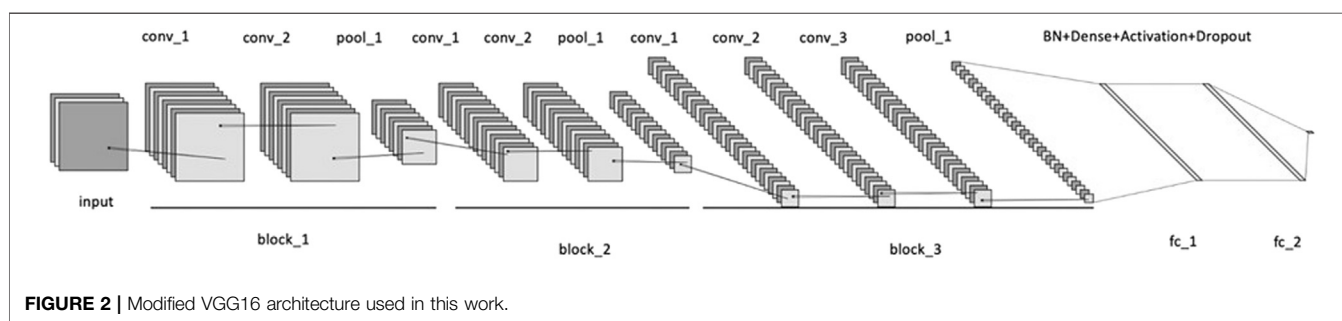 conv_1 conv_2 pool_1 conv_1 conv_2 pool_1 conv_1 conv_2 conv_3 pool_1 BN+Dense+Activation+Dropout
input
block_1 block_2 block_3 fc_1 fc_2
FIGURE 2 | Modified VGG16 architecture used in this work.